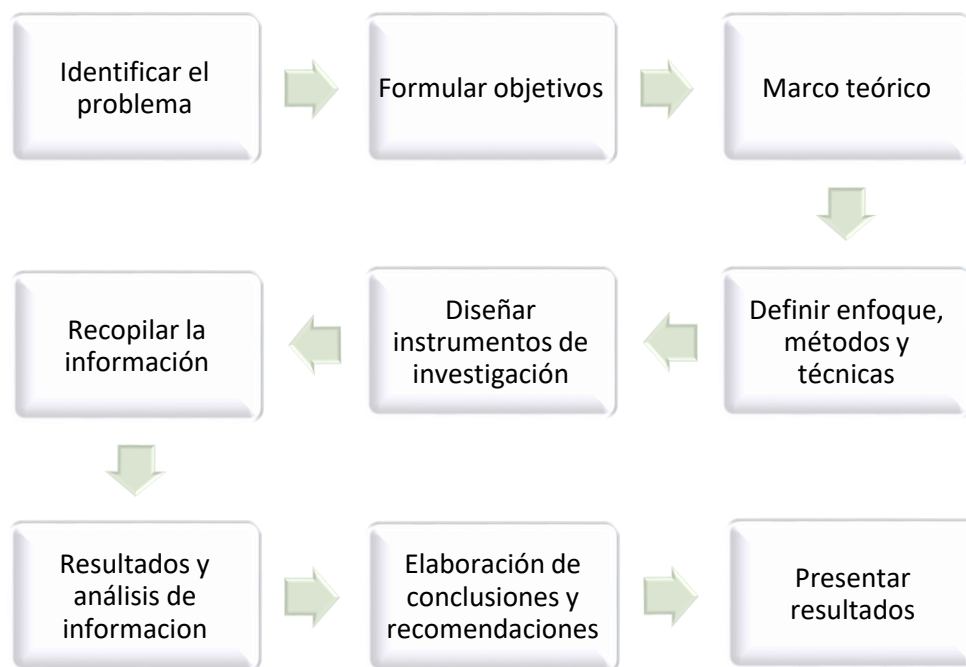 Identificar el
problema
Formular objetivos
Marco teórico
Definir enfoque,
métodos y
técnicas
Diseñar
instrumentos de
investigación
Recopilar la
información
Resultados y
análisis de
informacion
Elaboración de
conclusiones y
recomendaciones
Presentar
resultados